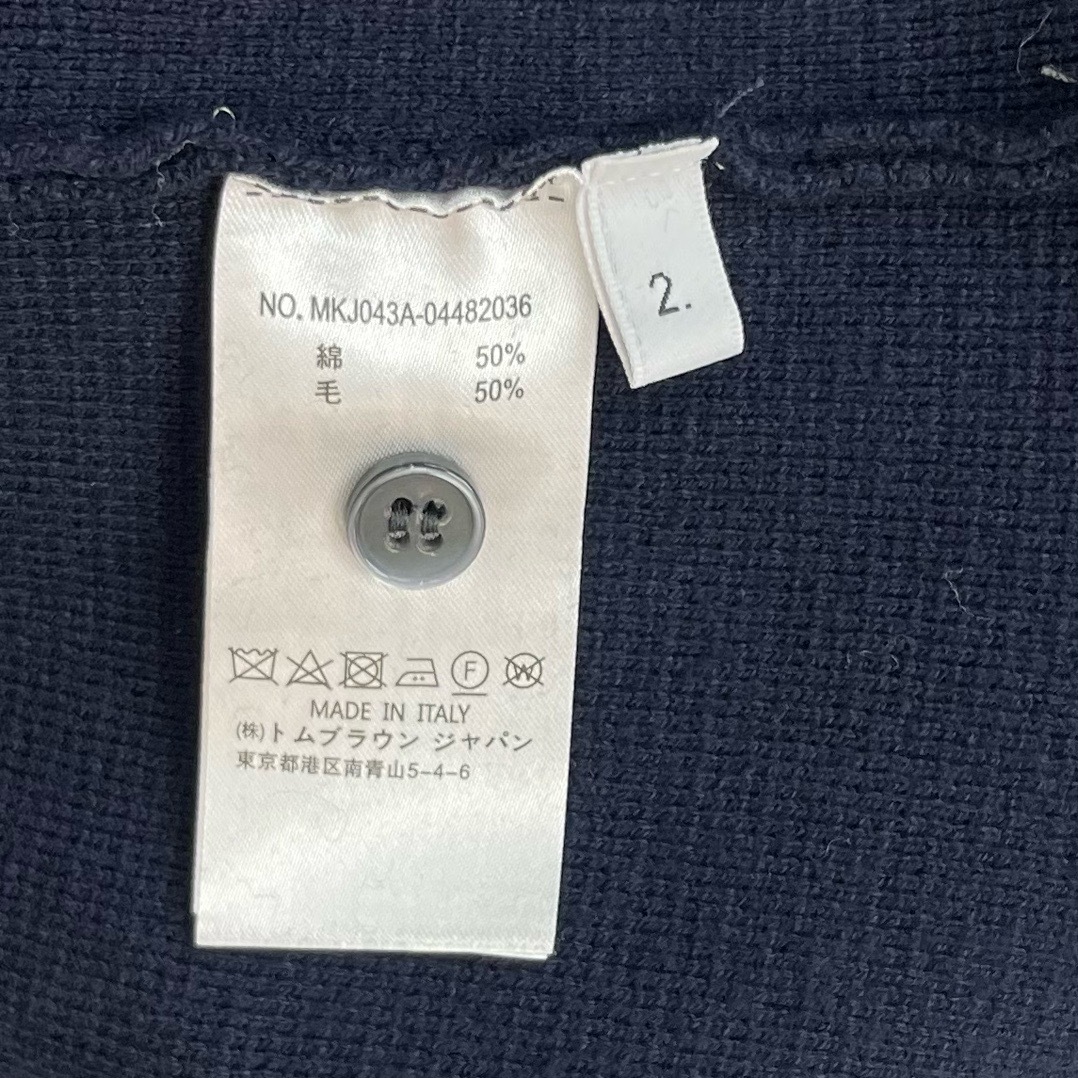 NO. MKJ043A-04482036
綿 50%
毛 50%
2.
F W
MADE IN ITALY
(株)トムブラウン ジャパン
東京都港区南青山5-4-6